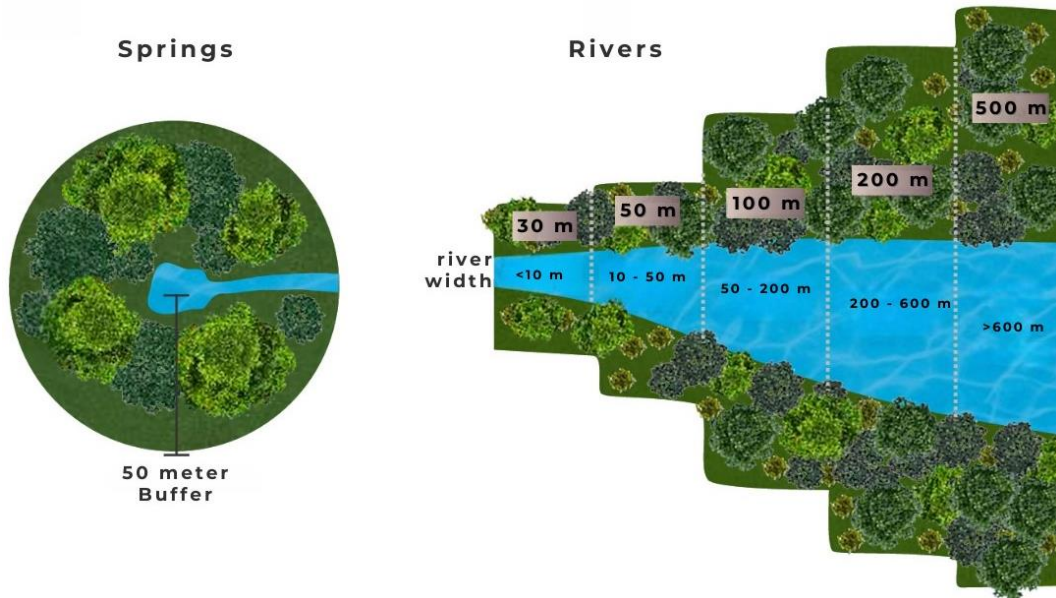 Springs
50 meter
Buffer
Rivers
30 m
50 m
100 m
200 m
500 m
river
width
<10 m
10 - 50 m
50 - 200 m
200 - 600 m
>600 m